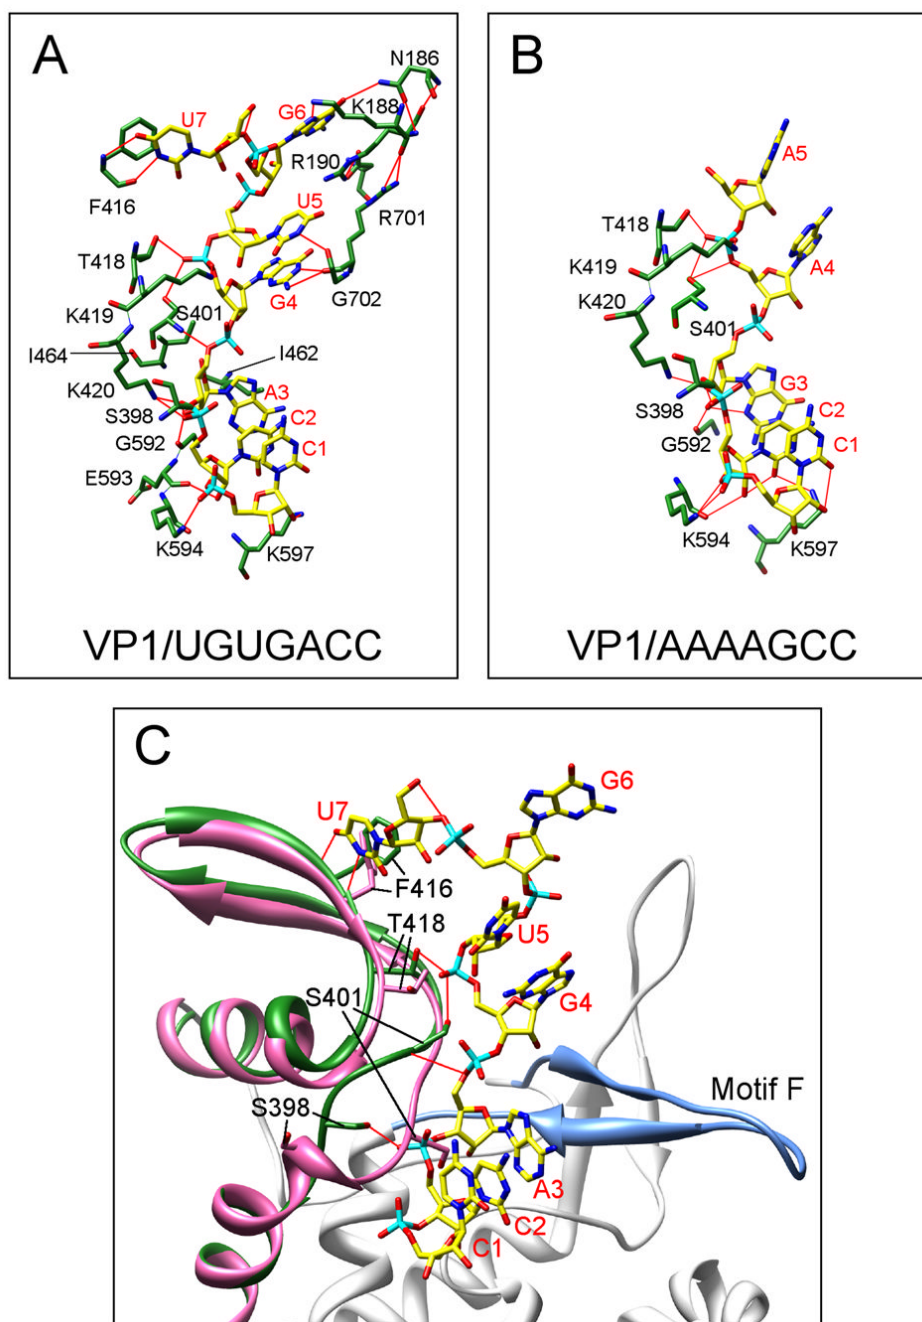 A
N186
U7
G6
K188
R190
F416
U5
R701
T418
G4
G702
K419
S401
I464
I462
K420
A3
S398
C2
G592
C1
E593
K594
K597
VP1/UGUGACC
B
A5
T418
K419
A4
K420
S401
G3
S398
C2
G592
C1
K594
K597
VP1/AAAAGCC
C
G6
U7
F416
T418
U5
G4
S401
Motif F
S398
A3
C2
C1